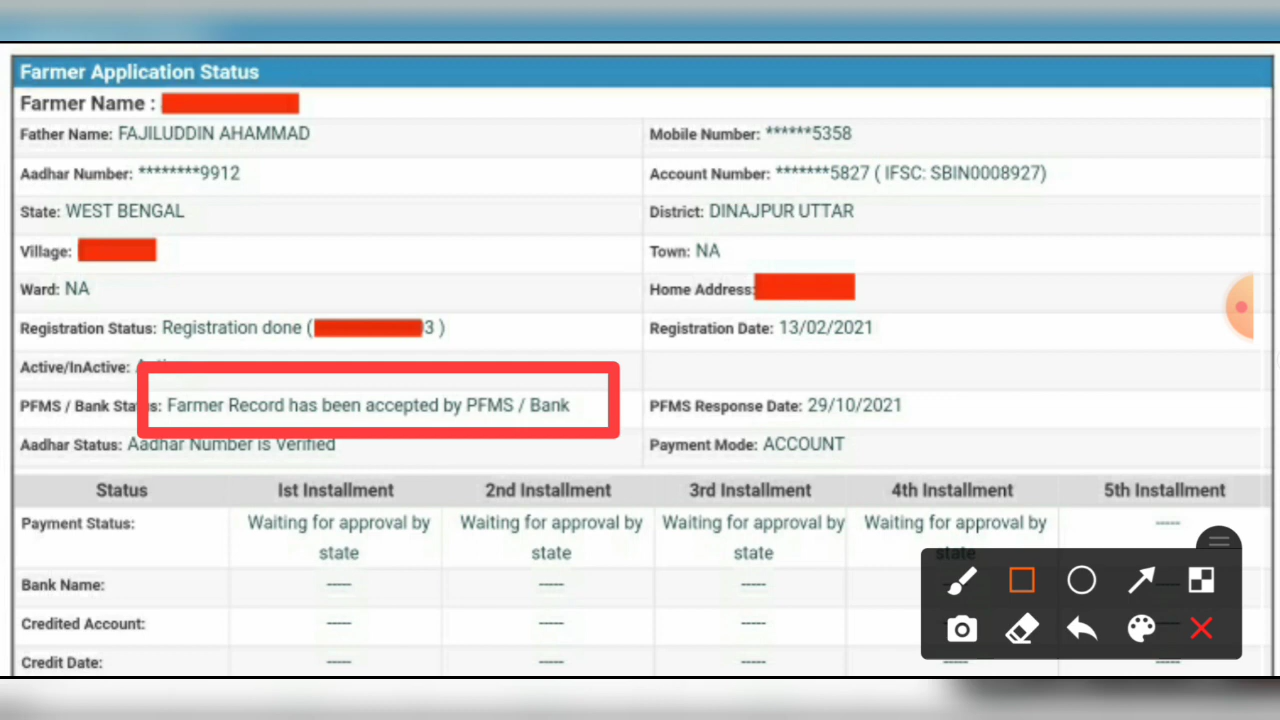 Farmer Application Status
Farmer Name :
Father Name: FAJILUDDIN AHAMMAD Mobile Number: ******5358
Aadhar Number: ********9912 Account Number: *******5827 ( IFSC: SBIN0008927)
State: WEST BENGAL District: DINAJPUR UTTAR
Village: Town: NA
Ward: NA Home Address:
Registration Status: Registration done ( 3 ) Registration Date: 13/02/2021
Active/InActive:
PFMS / Bank Status: Farmer Record has been accepted by PFMS / Bank PFMS Response Date: 29/10/2021
Aadhar Status: Aadhar Number is Verified Payment Mode: ACCOUNT
Status Ist Installment 2nd Installment 3rd Installment 4th Installment 5th Installment
Payment Status: Waiting for approval by Waiting for approval by Waiting for approval by Waiting for approval by -----
state state state state
Bank Name: ----- ----- -----
Credited Account: ----- ----- -----
Credit Date: ----- ----- ----- ----- -----